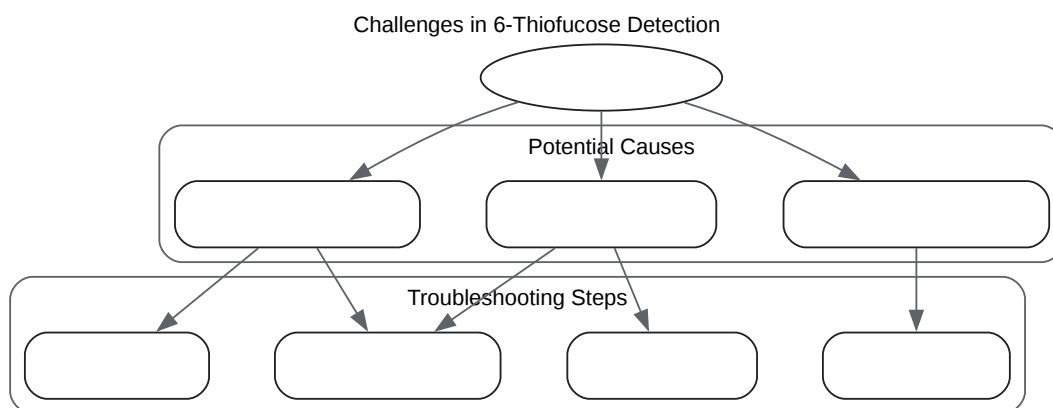 Challenges in 6-Thiofucose Detection
Potential Causes
Troubleshooting Steps